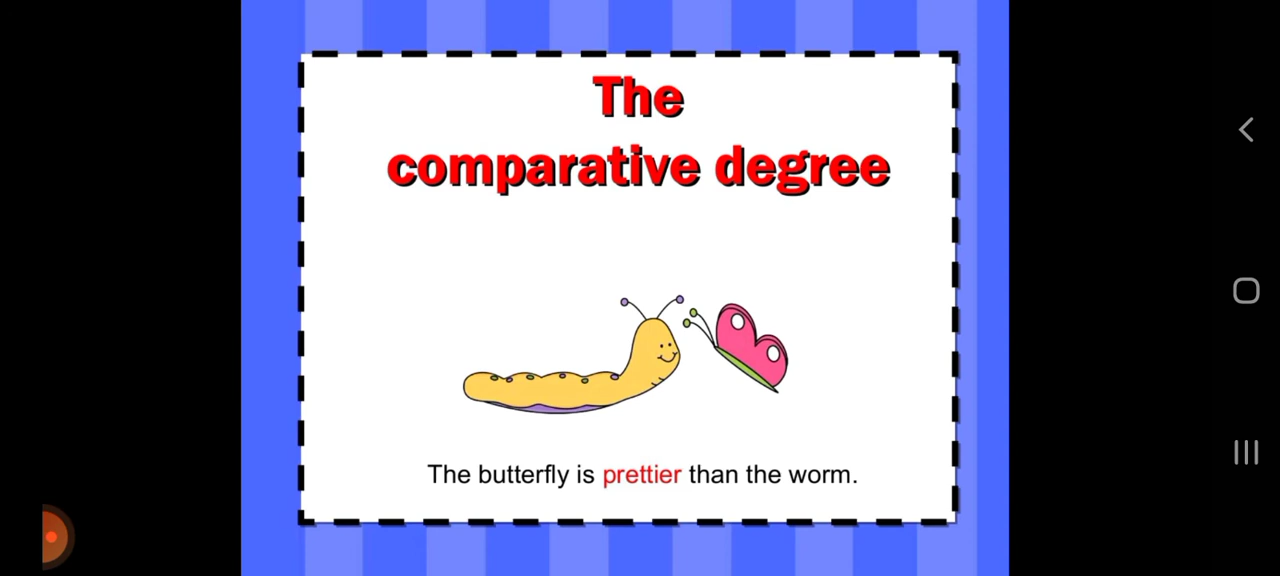 The
comparative degree
The butterfly is prettier than the worm.